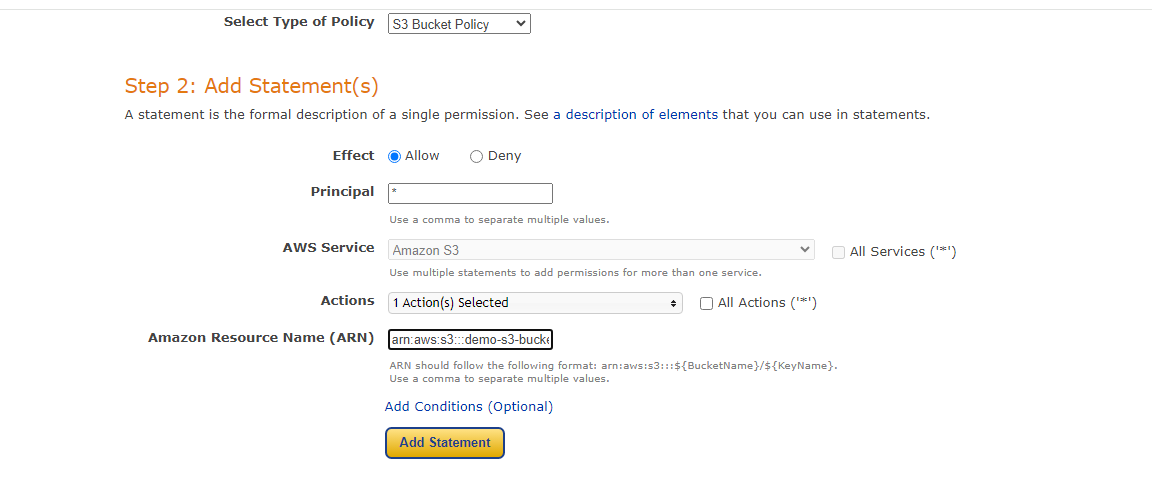 Select Type of Policy S3 Bucket Policy
Step 2: Add Statement(s)
A statement is the formal description of a single permission. See a description of elements that you can use in statements.
Effect Allow Deny
Principal *
Use a comma to separate multiple values.
AWS Service Amazon S3 All Services ('*')
Use multiple statements to add permissions for more than one service.
Actions 1 Action(s) Selected All Actions ('*')
Amazon Resource Name (ARN) arn:aws:s3:::demo-s3-bucke
ARN should follow the following format: arn:aws:s3:::${BucketName}/${KeyName}.
Use a comma to separate multiple values.
Add Conditions (Optional)
Add Statement